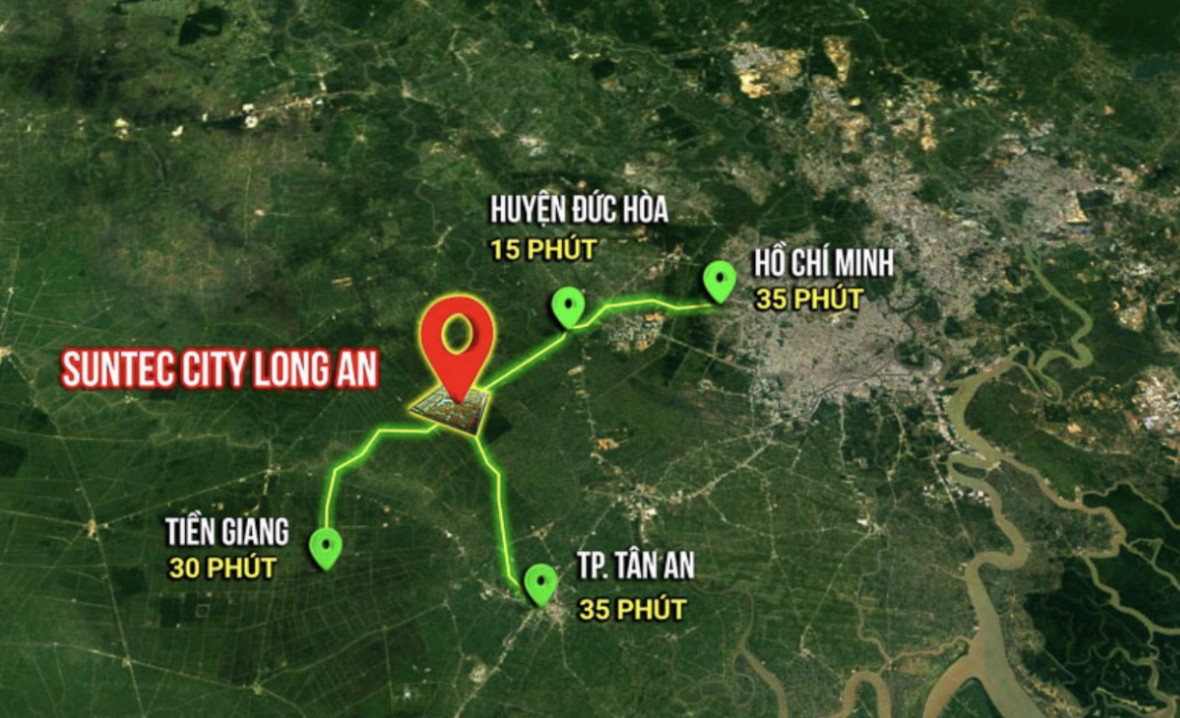 HUYỆN ĐỨC HÒA
15 PHÚT
HỒ CHÍ MINH
35 PHÚT
SUNTEC CITY LONG AN
TIỀN GIANG
30 PHÚT
TP. TÂN AN
35 PHÚT